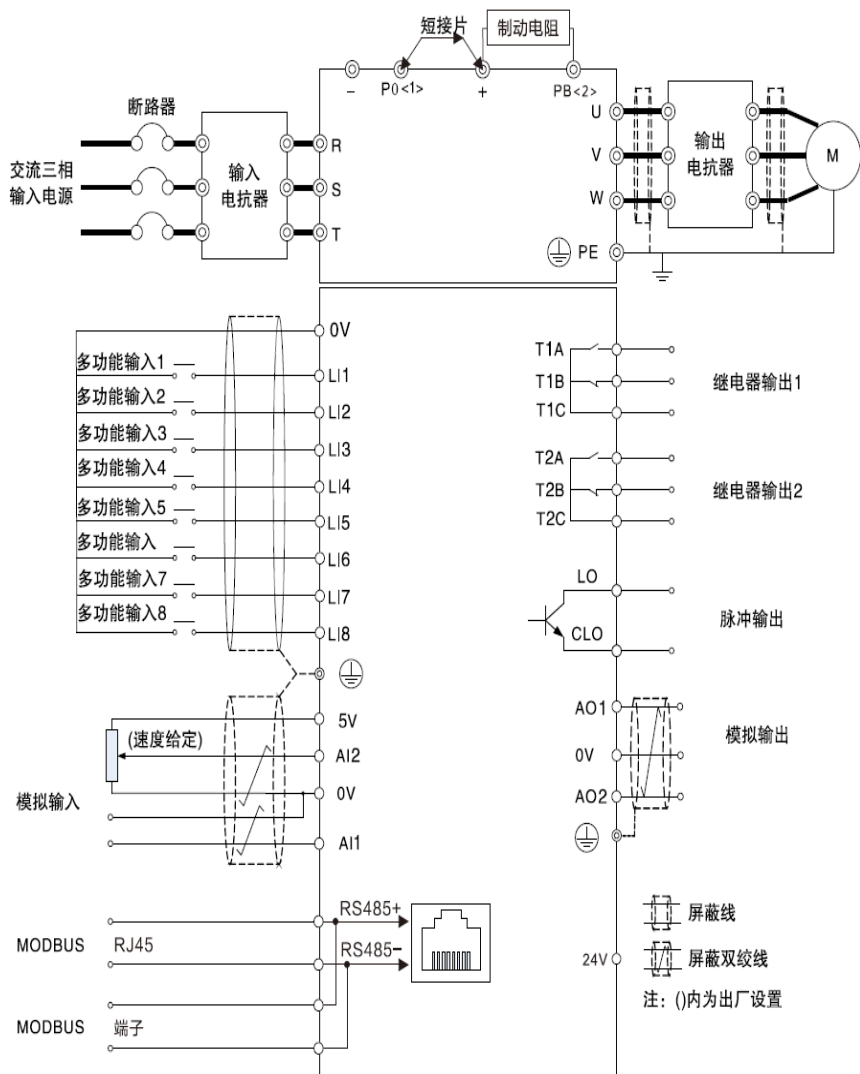 短接片
制动电阻
−
P0<1>
+
PB<2>
断路器
交流三相
输入电源
输入
电抗器
R
S
T
U
V
W
PE
输出
电抗器
M
0V
多功能输入1
LI1
多功能输入2
LI2
多功能输入3
LI3
多功能输入4
LI4
多功能输入5
LI5
多功能输入
LI6
多功能输入7
LI7
多功能输入8
LI8
T1A
T1B
T1C
继电器输出1
T2A
T2B
T2C
继电器输出2
LO
CLO
脉冲输出
5V
(速度给定)
AI2
0V
模拟输入
AI1
AO1
0V
AO2
模拟输出
RS485+
MODBUS
RJ45
RS485−
MODBUS
端子
24V
屏蔽线
屏蔽双绞线
注：()内为出厂设置